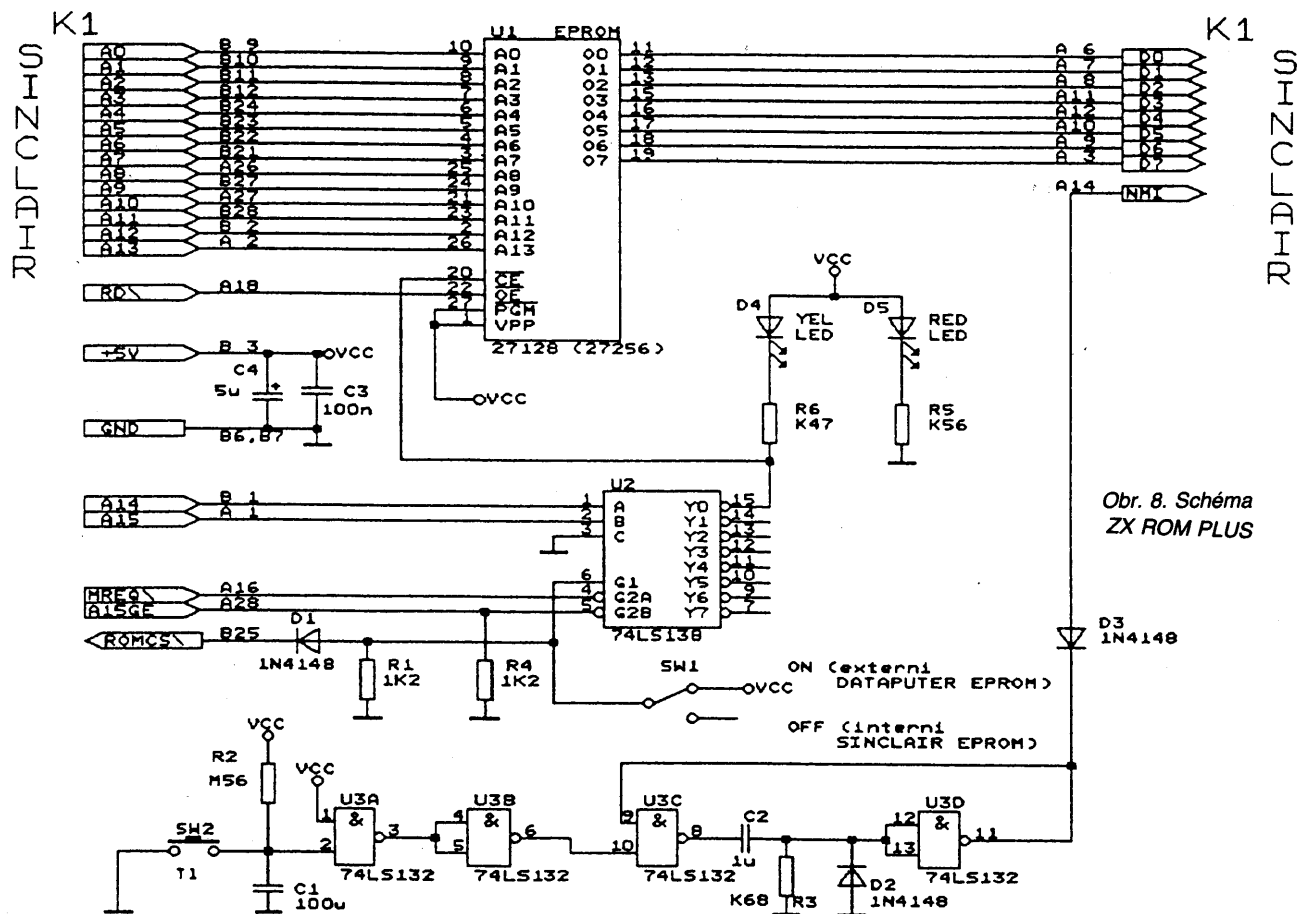 K1
SINCLAIR
K1
SINCLAIR
U1 EPROM
A0 B 9 10 A0 O0 11 A 6 D0
A1 B10 9 A1 O1 12 A 7 D1
A2 B11 8 A2 O2 13 A 8 D2
A3 B12 7 A3 O3 15 A11 D3
A4 B24 6 A4 O4 16 A12 D4
A5 B23 5 A5 O5 17 A10 D5
A6 B22 4 A6 O6 18 A 9 D6
A7 B21 3 A7 O7 19 A 3 D7
A8 A26 25 A8
A9 B27 24 A9
A10 A27 21 A10
A11 B28 23 A11
A12 B 2 2 A12
A13 A 2 26 A13
A14 NMI
20 CE
RD\ A18 22 OE
27 PGM
1 VPP
27128 (27256)
+5V B 3 VCC
C4
5u +
C3
100n
VCC
GND B6,B7
VCC
D4 YEL LED
D5 RED LED
R6
K47
R5
K56
U2
A14 B 1 1 A Y0 15
A15 A 1 2 B Y1 14
3 C Y2 13
Y3 12
Y4 11
6 G1 Y5 10
MREQ\ A16 4 G2A Y6 9
A15GE A28 5 G2B Y7 7
74LS138
ROMCS\ B25 D1
1N4148
R1
1K2
R4
1K2
SW1
VCC
ON (externi
DATAPUTER EPROM)
OFF (interni
SINCLAIR EPROM)
Obr. 8. Schéma
ZX ROM PLUS
D3
1N4148
VCC
R2
M56
VCC
SW2
T1
C1
100u
U3A
1 & 3
2
74LS132
U3B
4 & 6
5
74LS132
U3C
9 & 8
10
74LS132
C2
1u
K68 R3
D2
1N4148
U3D
12 & 11
13
74LS132